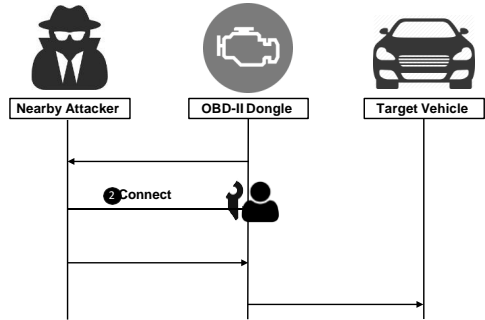 Nearby Attacker
OBD-II Dongle
Target Vehicle
2 Connect